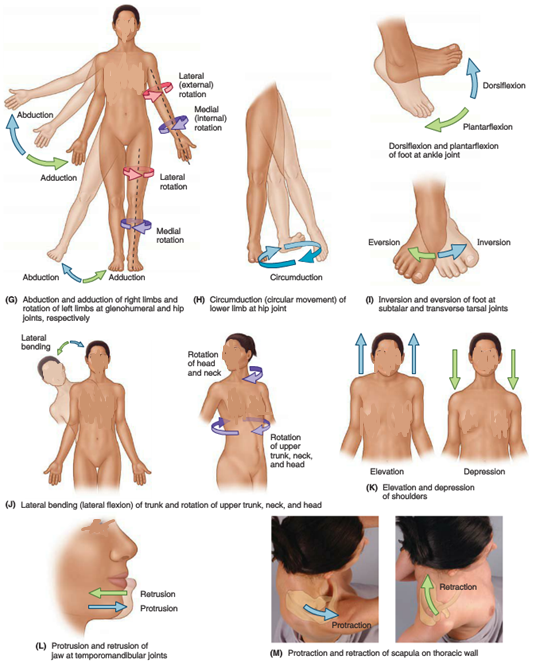 Lateral
(external)
rotation
Medial
(internal)
rotation
Abduction
Adduction
Lateral
rotation
Medial
rotation
Abduction
Adduction
(G) Abduction and adduction of right limbs and
rotation of left limbs at glenohumeral and hip
joints, respectively
Circumduction
(H) Circumduction (circular movement) of
lower limb at hip joint
Dorsiflexion
Plantarflexion
Dorsiflexion and plantarflexion
of foot at ankle joint
Eversion
Inversion
(I) Inversion and eversion of foot at
subtalar and transverse tarsal joints
Lateral
bending
Rotation
of head
and neck
Rotation
of upper
trunk, neck,
and head
(J) Lateral bending (lateral flexion) of trunk and rotation of upper trunk, neck, and head
Elevation
Depression
(K) Elevation and depression
of shoulders
Retrusion
Protrusion
(L) Protrusion and retrusion of
jaw at temporomandibular joints
Protraction
Retraction
(M) Protraction and retraction of scapula on thoracic wall